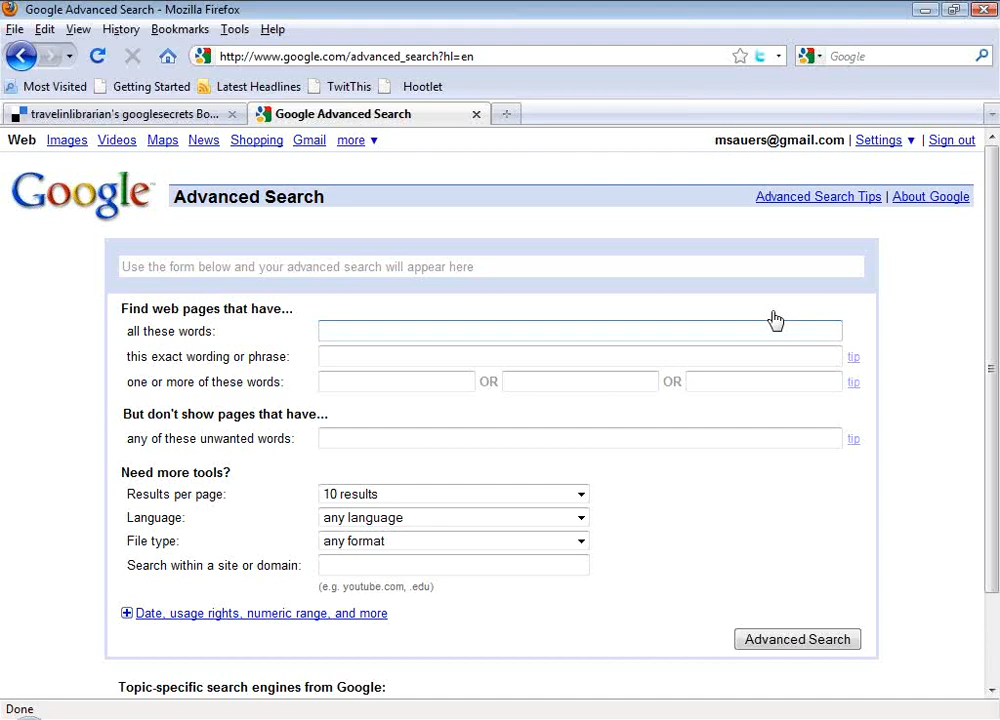 Google Advanced Search - Mozilla Firefox
File Edit View History Bookmarks Tools Help
http://www.google.com/advanced_search?hl=en Google
Most Visited Getting Started Latest Headlines TwitThis Hootlet
travelinlibrarian's googlesecrets Bo... Google Advanced Search
Web Images Videos Maps News Shopping Gmail more ▼ msauers@gmail.com | Settings ▼ | Sign out
Google™ Advanced Search Advanced Search Tips | About Google
Use the form below and your advanced search will appear here
Find web pages that have...
all these words:
this exact wording or phrase: tip
one or more of these words: OR OR tip
But don't show pages that have...
any of these unwanted words: tip
Need more tools?
Results per page: 10 results
Language: any language
File type: any format
Search within a site or domain:
(e.g. youtube.com, .edu)
Date, usage rights, numeric range, and more
Advanced Search
Topic-specific search engines from Google:
Done